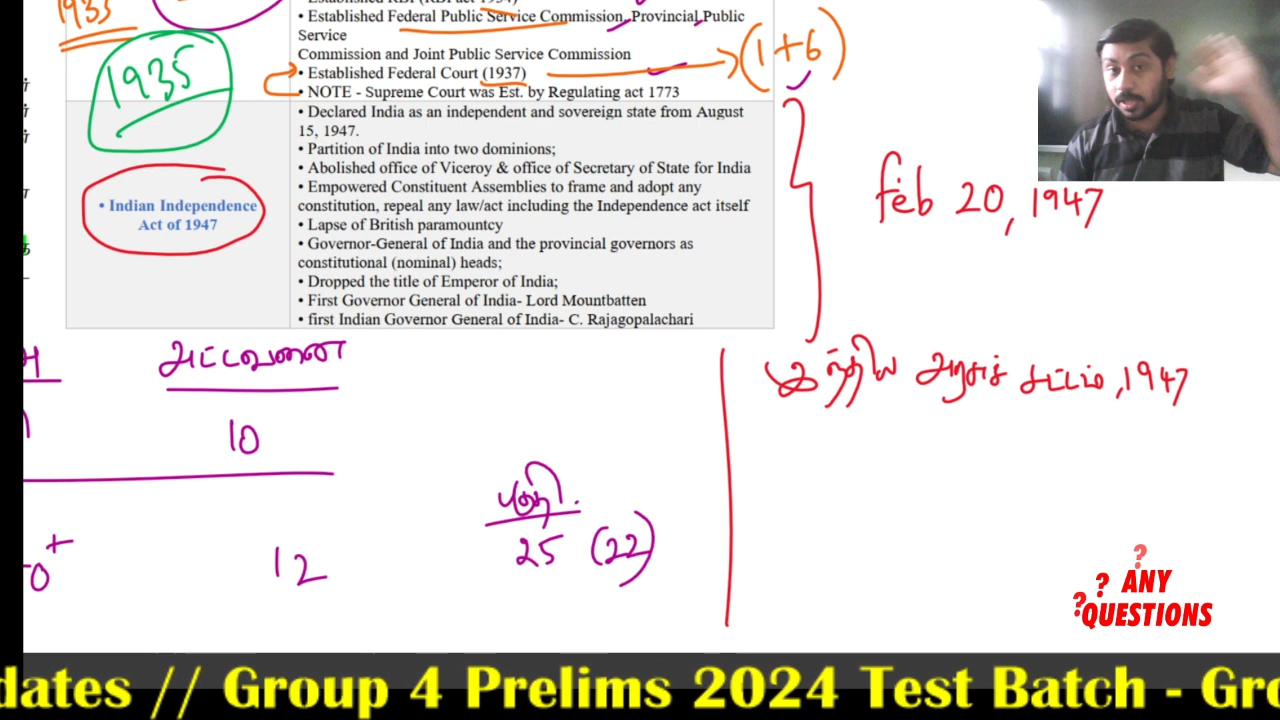 1935
• Established Federal Public Service Commission, Provincial Public
Service
Commission and Joint Public Service Commission
• Established Federal Court (1937)
(1+6)
• NOTE - Supreme Court was Est. by Regulating act 1773
1935
• Indian Independence
Act of 1947
• Declared India as an independent and sovereign state from August
15, 1947.
• Partition of India into two dominions;
• Abolished office of Viceroy & office of Secretary of State for India
• Empowered Constituent Assemblies to frame and adopt any
constitution, repeal any law/act including the Independence act itself
• Lapse of British paramountcy
• Governor-General of India and the provincial governors as
constitutional (nominal) heads;
• Dropped the title of Emperor of India;
• First Governor General of India- Lord Mountbatten
• first Indian Governor General of India- C. Rajagopalachari
Feb 20, 1947
அட்டவணை
10
12
பகுதி.
25 (22)
இந்திய அரசுச் சட்டம், 1947
? ? ? ANY
QUESTIONS
dates // Group 4 Prelims 2024 Test Batch - Gro